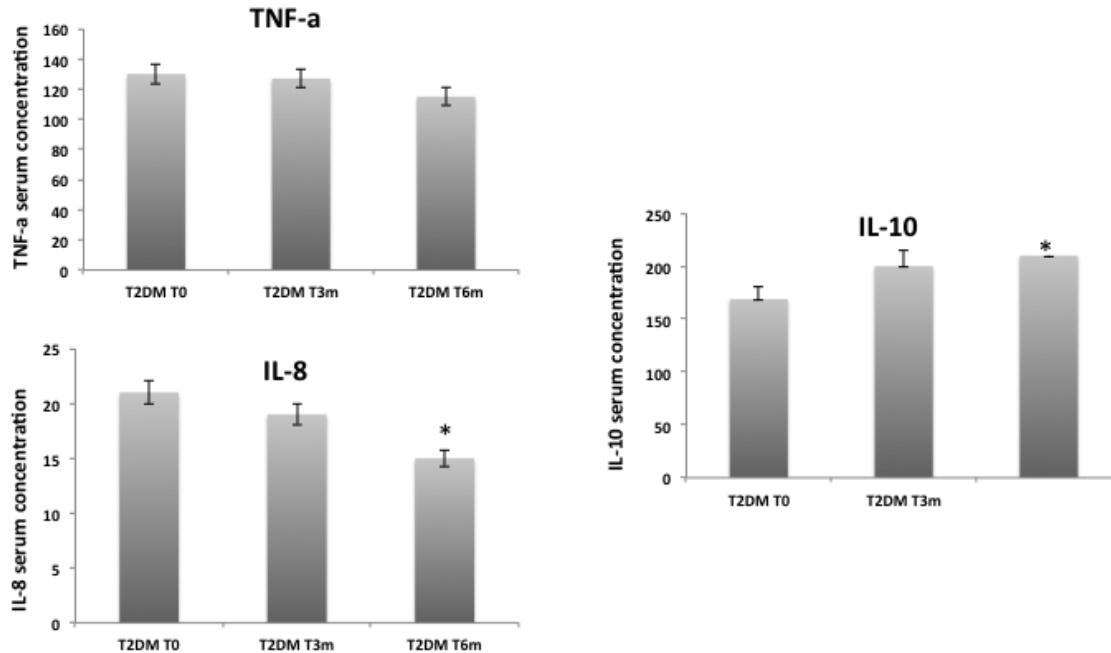 TNF-a
TNF-a serum concentration
160
140
120
100
80
60
40
20
0
T2DM T0 T2DM T3m T2DM T6m
IL-8
IL-8 serum concentration
25
20
15
10
5
0
*
T2DM T0 T2DM T3m T2DM T6m
IL-10
IL-10 serum concentration
250
200
150
100
50
0
*
T2DM T0 T2DM T3m